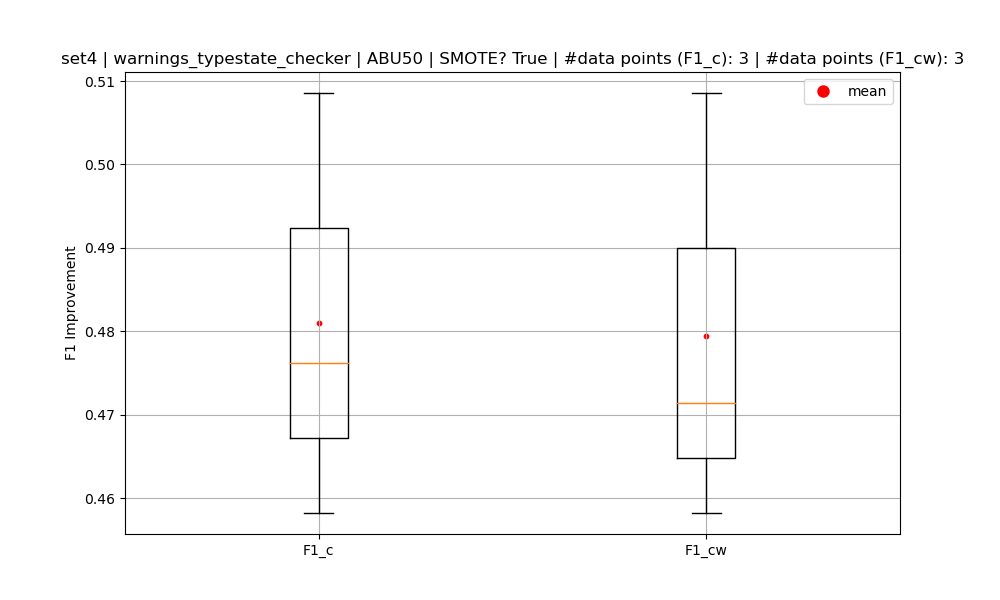 set4 | warnings_typestate_checker | ABU50 | SMOTE? True | #data points (F1_c): 3 | #data points (F1_cw): 3
mean
0.51
0.50
0.49
0.48
0.47
0.46
F1 Improvement
F1_c
F1_cw